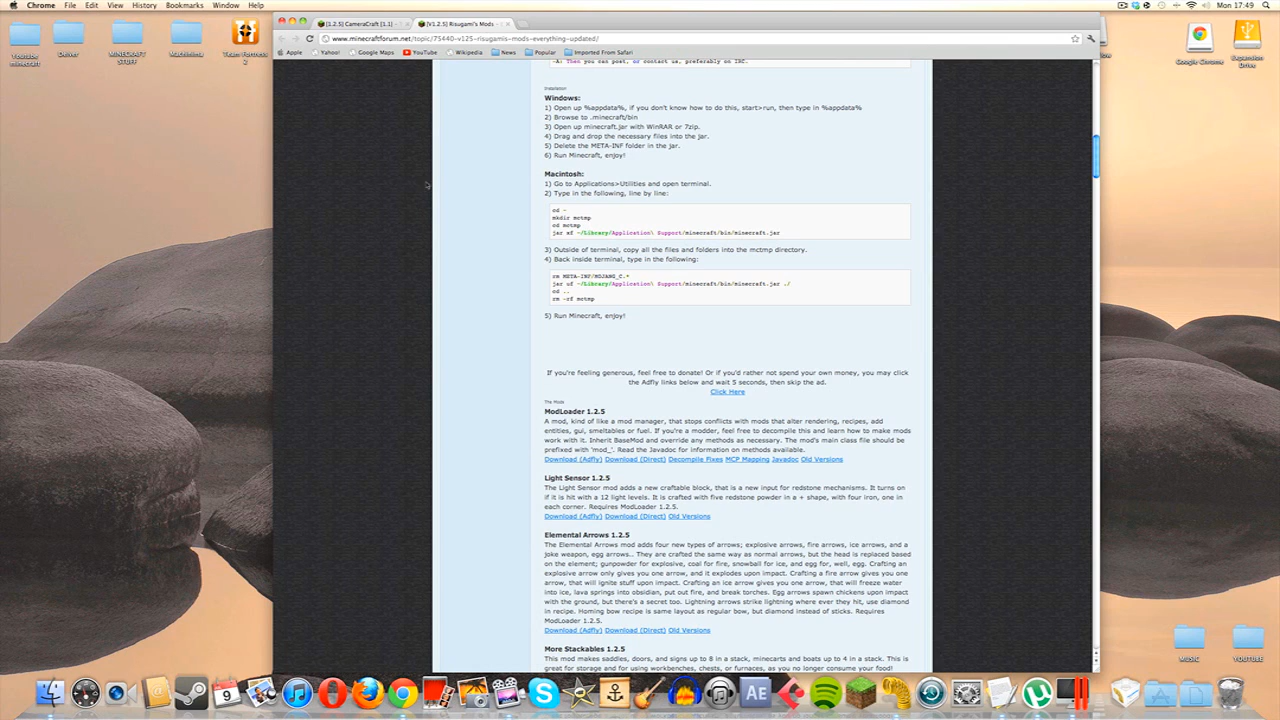 Chrome File Edit View History Bookmarks Window Help Mon 17:49
[1.2.5] CameraCraft [1.1] - [V1.2.5] Risugami's Mods -
www.minecraftforum.net/topic/75440-v125-risugamis-mods-everything-updated/
Apple Yahoo! Google Maps YouTube Wikipedia News Popular Imported From Safari
-A: Then you can post, or contact us, preferably on IRC.
Installation
Windows:
1) Open up %appdata%, if you don't know how to do this, start>run, then type in %appdata%
2) Browse to .minecraft/bin
3) Open up minecraft.jar with WinRAR or 7zip.
4) Drag and drop the necessary files into the jar.
5) Delete the META-INF folder in the jar.
6) Run Minecraft, enjoy!
Macintosh:
1) Go to Applications>Utilities and open terminal.
2) Type in the following, line by line:
cd ~
mkdir mctmp
cd mctmp
jar xf ~/Library/Application\ Support/minecraft/bin/minecraft.jar
3) Outside of terminal, copy all the files and folders into the mctmp directory.
4) Back inside terminal, type in the following:
rm META-INF/MOJANG_C.*
jar uf ~/Library/Application\ Support/minecraft/bin/minecraft.jar ./
cd ..
rm -rf mctmp
5) Run Minecraft, enjoy!
If you're feeling generous, feel free to donate! Or if you'd rather not spend your own money, you may click
the Adfly links below and wait 5 seconds, then skip the ad.
Click Here
The Mods
ModLoader 1.2.5
A mod, kind of like a mod manager, that stops conflicts with mods that alter rendering, recipes, add
entities, gui, smeltables or fuel. If you're a modder, feel free to decompile this and learn how to make mods
work with it. Inherit BaseMod and override any methods as necessary. The mod's main class file should be
prefixed with 'mod_'. Read the Javadoc for information on methods available.
Download (Adfly) Download (Direct) Decompile Fixes MCP Mapping Javadoc Old Versions
Light Sensor 1.2.5
The Light Sensor mod adds a new craftable block, that is a new input for redstone mechanisms. It turns on
if it is hit with a 12 light levels. It is crafted with five redstone powder in a + shape, with four iron, one in
each corner. Requires ModLoader 1.2.5.
Download (Adfly) Download (Direct) Old Versions
Elemental Arrows 1.2.5
The Elemental Arrows mod adds four new types of arrows; explosive arrows, fire arrows, ice arrows, and a
joke weapon, egg arrows.. They are crafted the same way as normal arrows, but the head is replaced based
on the element; gunpowder for explosive, coal for fire, snowball for ice, and egg for, well, egg. Crafting an
explosive arrow only gives you one arrow, and it explodes upon impact. Crafting a fire arrow gives you one
arrow, that will ignite stuff upon impact. Crafting an ice arrow gives you one arrow, that will freeze water
into ice, lava springs into obsidian, put out fire, and break torches. Egg arrows spawn chickens upon impact
with the ground, but there's a secret too. Lightning arrows strike lightning where ever they hit, use diamond
in recipe. Homing bow recipe is same layout as regular bow, but diamond instead of sticks. Requires
ModLoader 1.2.5.
Download (Adfly) Download (Direct) Old Versions
More Stackables 1.2.5
This mod makes saddles, doors, and signs up to 8 in a stack, minecarts and boats up to 4 in a stack. This is
great for storage and for using workbenches, chests, or furnaces, as you no longer consume your food!
Youtube minecraft
Driver
MINECRAFT STUFF
Machinima
Team Fortress 2
Google Chrome
Expansion Drive
MUSIC
YOUTUBE
9
AE